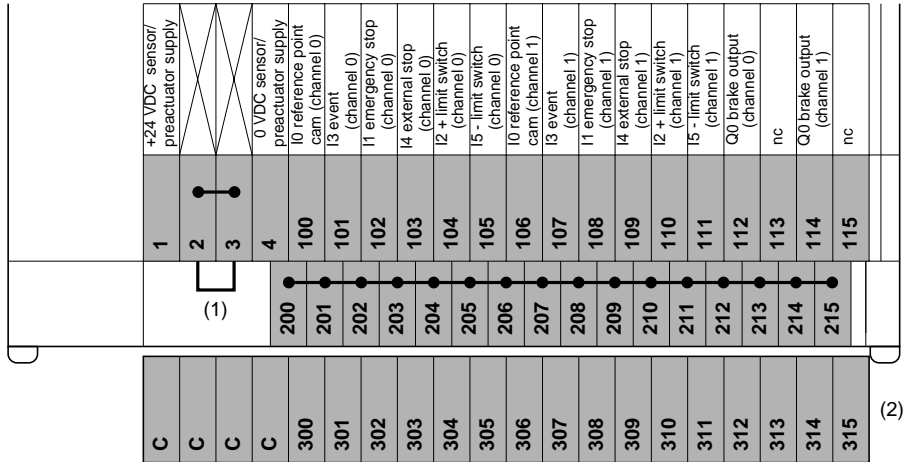 +24 VDC sensor/
preactuator supply
0 VDC sensor/
preactuator supply
I0 reference point
cam (channel 0)
I3 event
(channel 0)
I1 emergency stop
(channel 0)
I4 external stop
(channel 0)
I2 + limit switch
(channel 0)
I5 - limit switch
(channel 0)
I0 reference point
cam (channel 1)
I3 event
(channel 1)
I1 emergency stop
(channel 1)
I4 external stop
(channel 1)
I2 + limit switch
(channel 1)
I5 - limit switch
(channel 1)
Q0 brake output
(channel 0)
nc
Q0 brake output
(channel 1)
nc
1
2
3
4
100
101
102
103
104
105
106
107
108
109
110
111
112
113
114
115
(1)
200
201
202
203
204
205
206
207
208
209
210
211
212
213
214
215
C
C
C
C
300
301
302
303
304
305
306
307
308
309
310
311
312
313
314
315
(2)